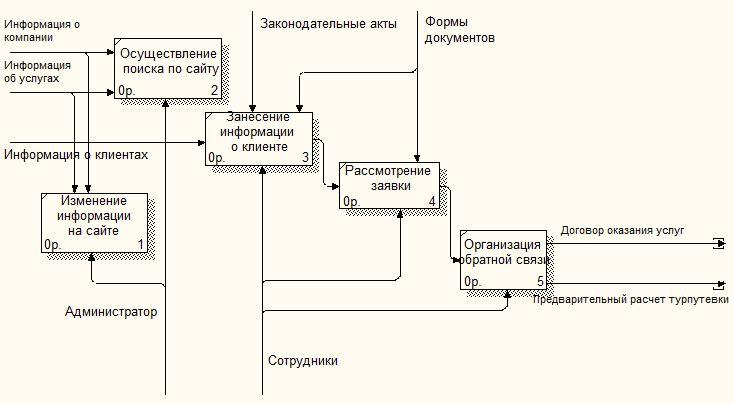 Информация о
компании
Информация
об услугах
Законодательные акты
Формы
документов
Осуществление
поиска по сайту
0р. 2
Занесение
информации
о клиенте
0р. 3
Информация о клиентах
Рассмотрение
заявки
0р. 4
Изменение
информации
на сайте
0р. 1
Организация
обратной связи
0р. 5
Договор оказания услуг
Предварительный расчет турпутевки
Администратор
Сотрудники